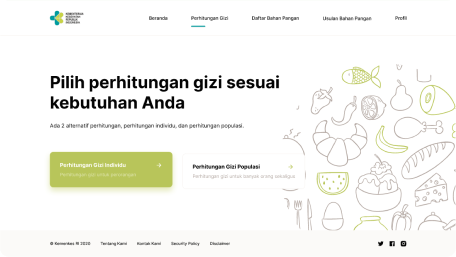 KEMENTERIAN
KESEHATAN
REPUBLIK
INDONESIA
Beranda
Perhitungan Gizi
Daftar Bahan Pangan
Usulan Bahan Pangan
Profil
Pilih perhitungan gizi sesuai
kebutuhan Anda
Ada 2 alternatif perhitungan, perhitungan individu, dan perhitungan populasi.
Perhitungan Gizi Individu
Perhitungan gizi untuk perorangan
Perhitungan Gizi Populasi
Perhitungan gizi untuk banyak orang sekaligus
© Kemenkes RI 2020
Tentang Kami
Kontak Kami
Security Policy
Disclaimer